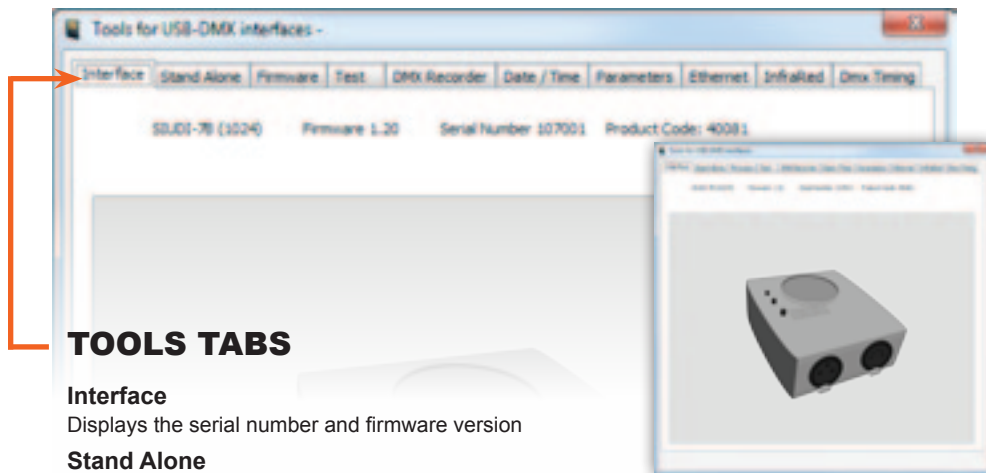 Tools for USB-DMX interfaces -
Interface Stand Alone Firmware Test DMX Recorder Date / Time Parameters Ethernet InfraRed Dmx Timing
SIUDI-7B (1024) Firmware 1.20 Serial Number 107001 Product Code: 40081
TOOLS TABS
Interface
Displays the serial number and firmware version
Stand Alone